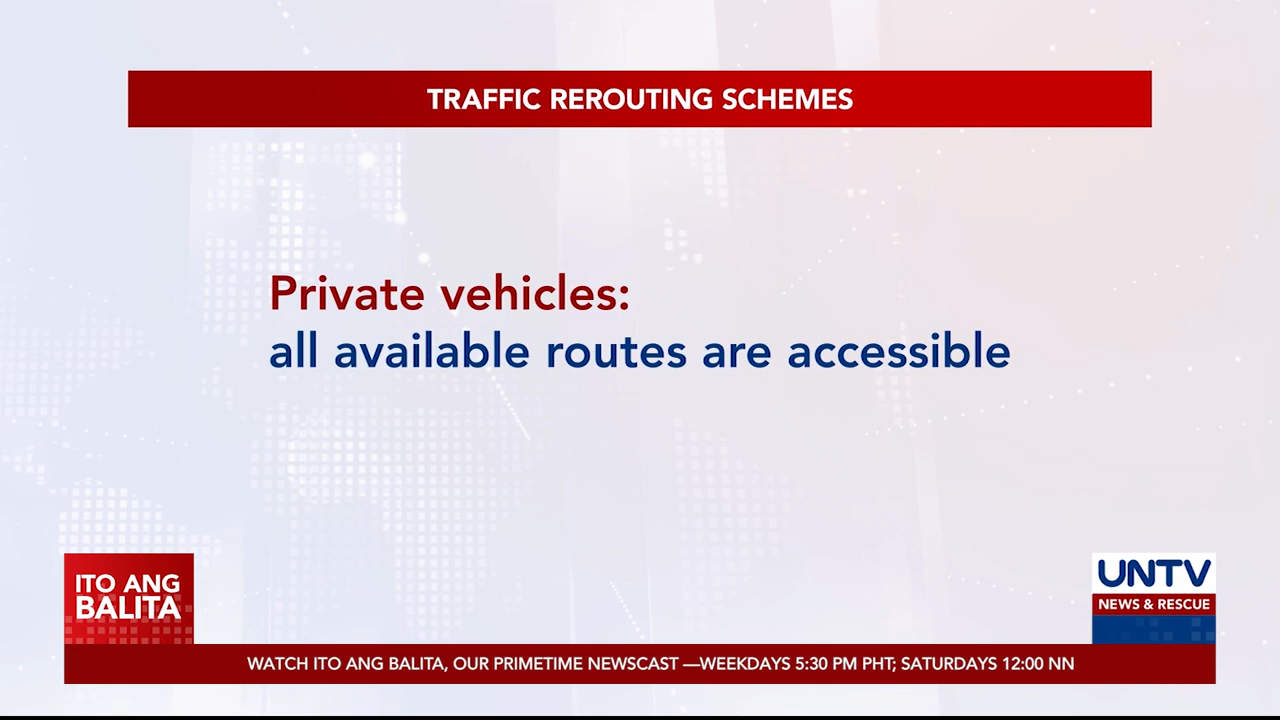 TRAFFIC REROUTING SCHEMES
Private vehicles:
all available routes are accessible
ITO ANG
BALITA
UNTV
NEWS & RESCUE
WATCH ITO ANG BALITA, OUR PRIMETIME NEWSCAST —WEEKDAYS 5:30 PM PHT; SATURDAYS 12:00 NN